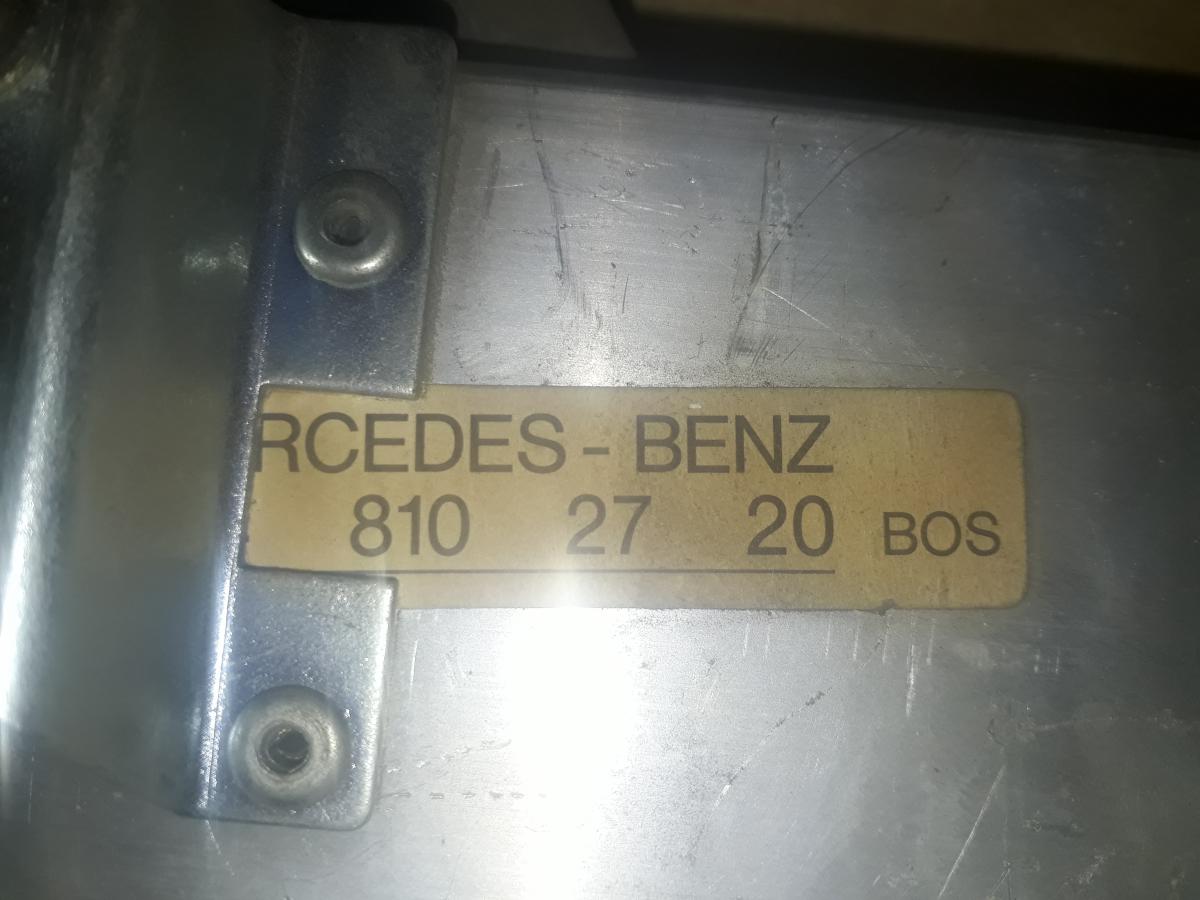 RCEDES-BENZ
810 27 20 BOS